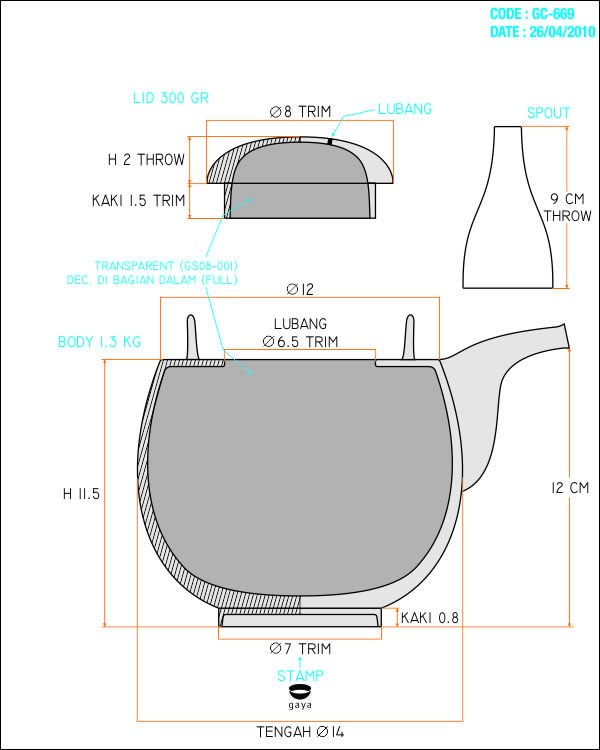 CODE : GC-669
DATE : 26/04/2010
LID 300 GR
Ø8 TRIM
LUBANG
SPOUT
H 2 THROW
KAKI 1.5 TRIM
9 CM
THROW
TRANSPARENT (GS08-001)
DEC. DI BAGIAN DALAM (FULL)
Ø12
BODY 1.3 KG
LUBANG
Ø6.5 TRIM
H 11.5
12 CM
KAKI 0.8
Ø7 TRIM
STAMP
gaya
TENGAH Ø14